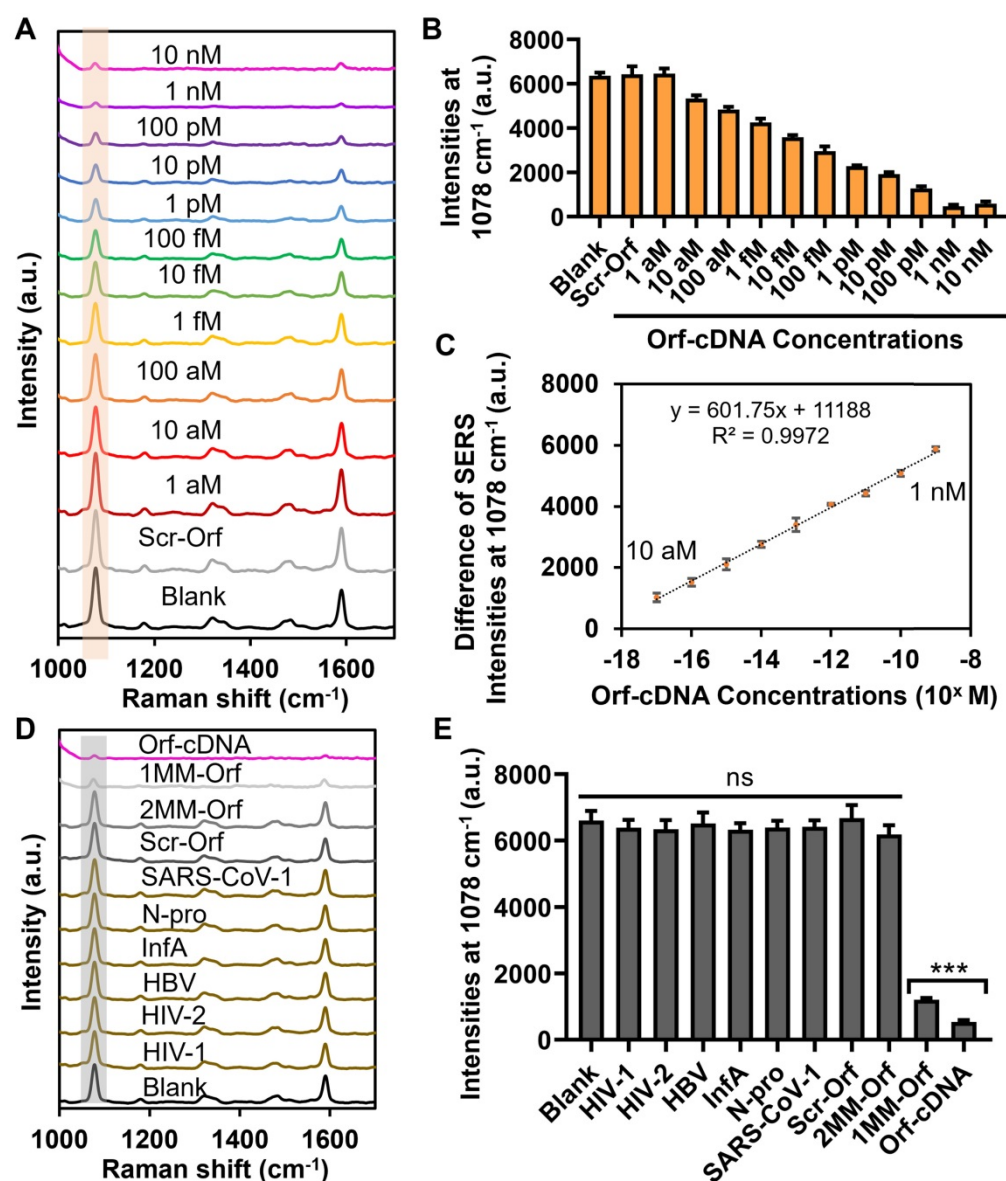 A
10 nM
1 nM
100 pM
10 pM
1 pM
100 fM
10 fM
1 fM
100 aM
10 aM
1 aM
Scr-Orf
Blank
Intensity (a.u.)
1000
1200
1400
1600
Raman shift (cm⁻¹)
B
Intensities at
1078 cm⁻¹ (a.u.)
8000
6000
4000
2000
0
Blank
Scr-Orf
1 aM
10 aM
100 aM
1 fM
10 fM
100 fM
1 pM
10 pM
100 pM
1 nM
10 nM
Orf-cDNA Concentrations
C
Difference of SERS
Intensities at 1078 cm⁻¹ (a.u.)
8000
6000
4000
2000
0
y = 601.75x + 11188
R² = 0.9972
1 nM
10 aM
-18
-16
-14
-12
-10
-8
Orf-cDNA Concentrations (10ˣ M)
D
Orf-cDNA
1MM-Orf
2MM-Orf
Scr-Orf
SARS-CoV-1
N-pro
InfA
HBV
HIV-2
HIV-1
Blank
Intensity (a.u.)
1000
1200
1400
1600
Raman shift (cm⁻¹)
E
Intensities at 1078 cm⁻¹ (a.u.)
8000
6000
4000
2000
0
ns
***
Blank
HIV-1
HIV-2
HBV
InfA
N-pro
SARS-CoV-1
Scr-Orf
2MM-Orf
1MM-Orf
Orf-cDNA